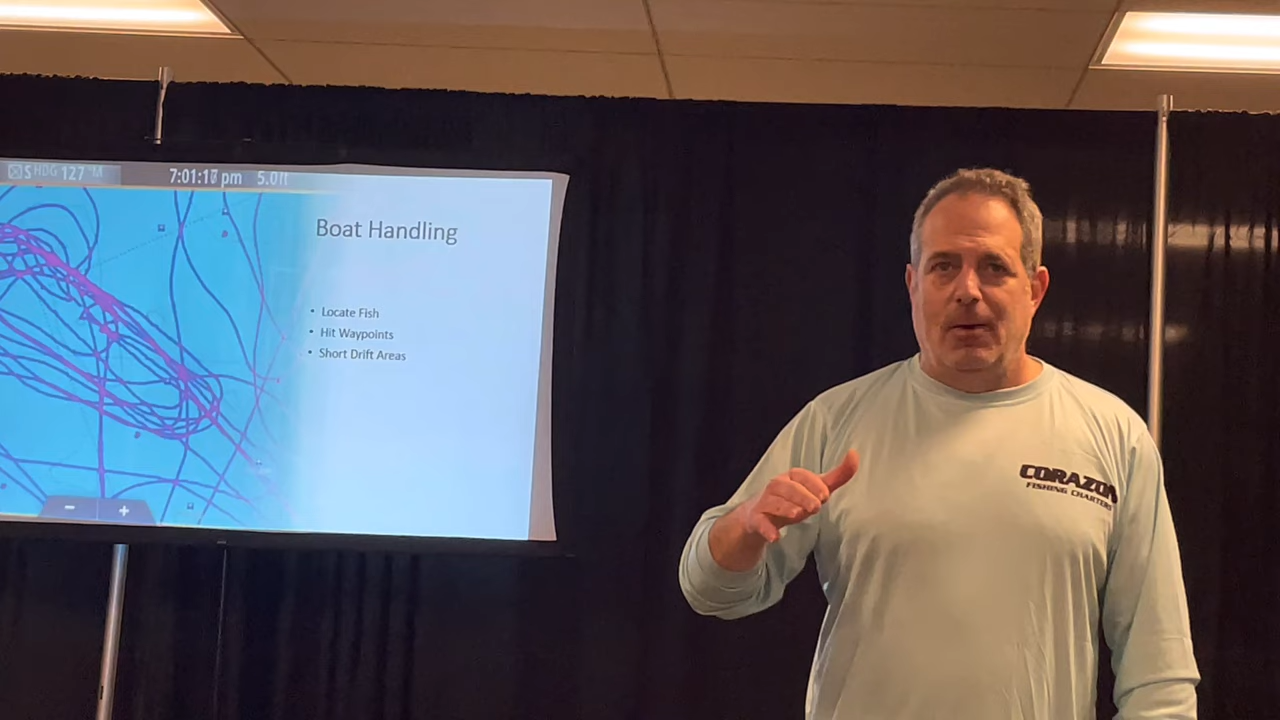 S HDG 127 °M
7:01:17 pm 5.0ft
Boat Handling
• Locate Fish
• Hit Waypoints
• Short Drift Areas
− +
CORAZON
FISHING CHARTERS